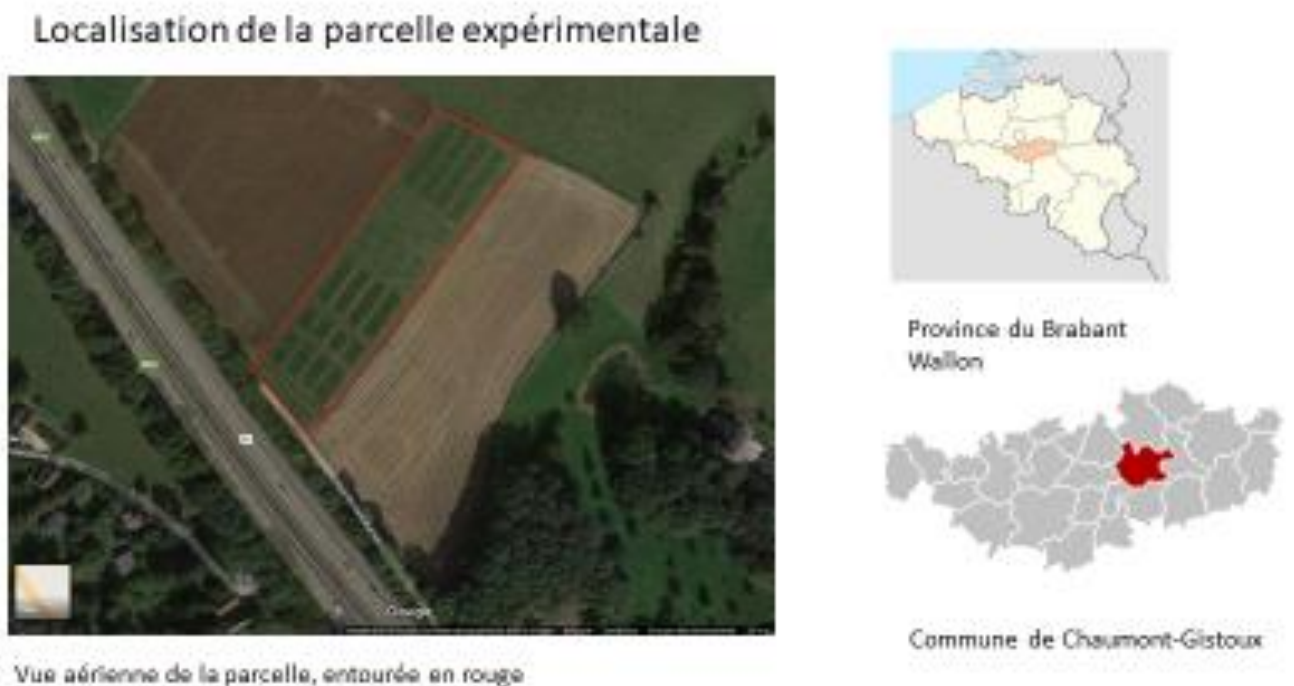 Localisation de la parcelle expérimentale
Google
Vue aérienne de la parcelle, entourée en rouge
Province du Brabant
Wallon
Commune de Chaumont-Gistoux